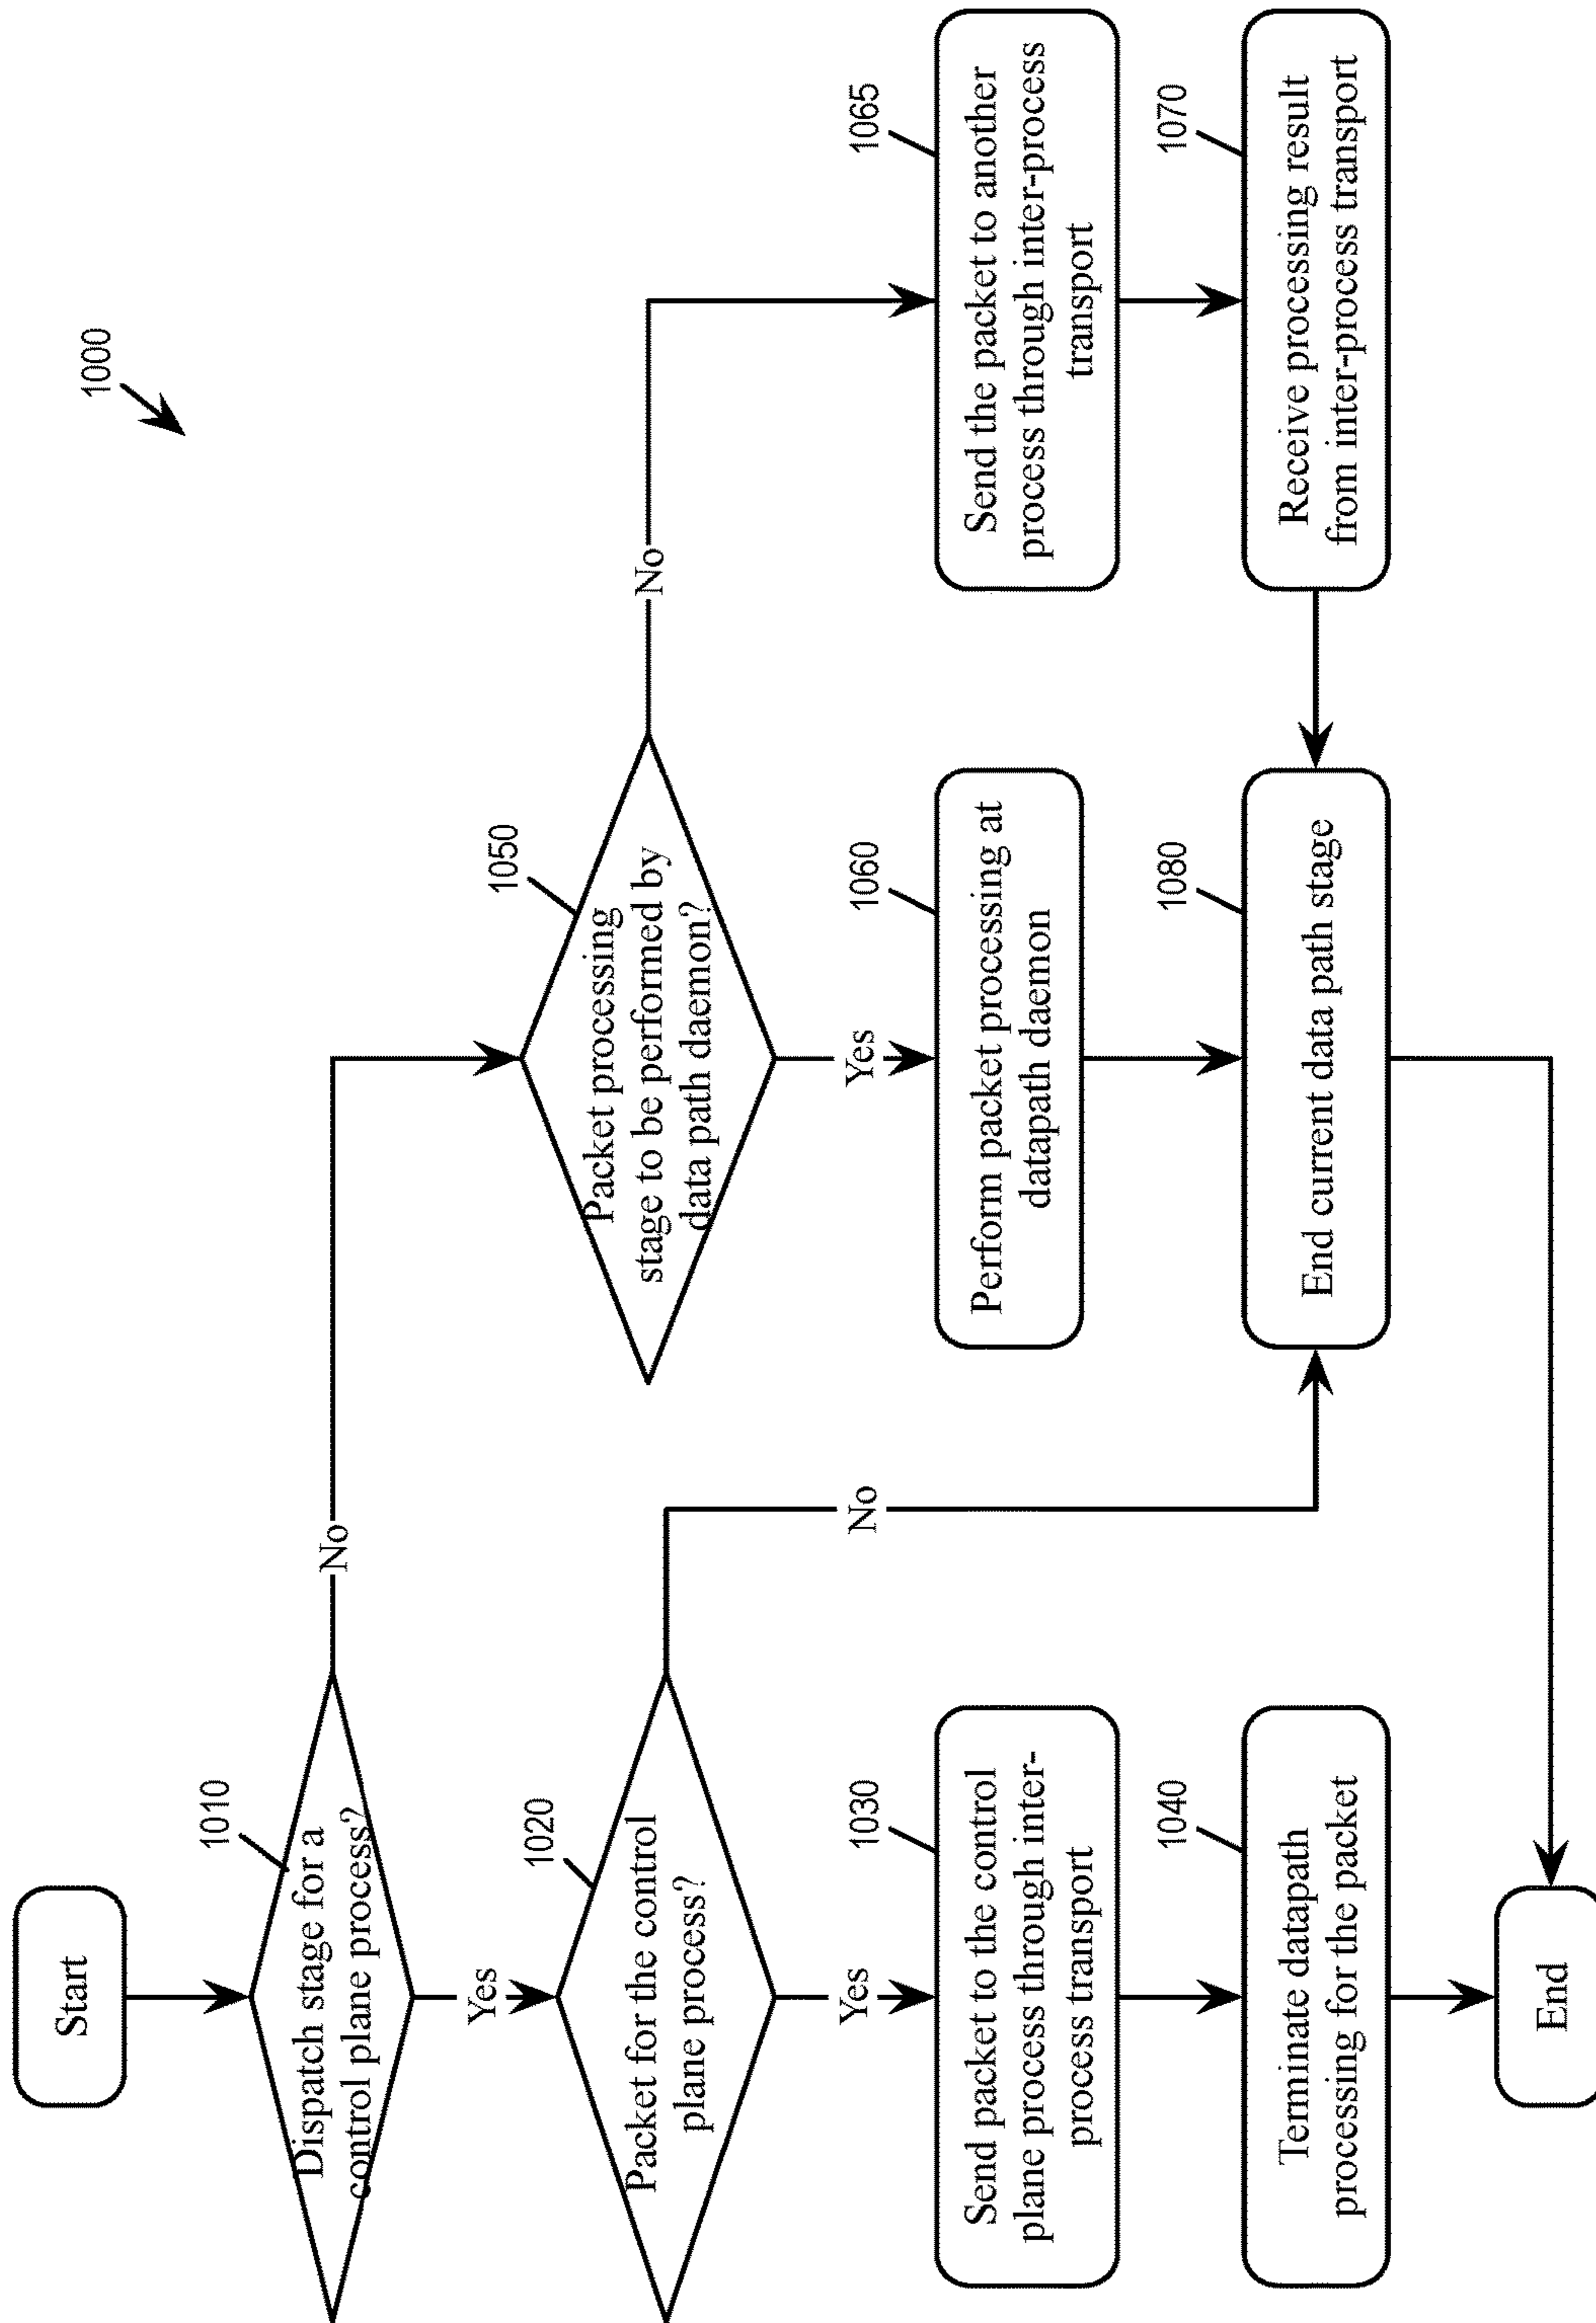 1000
Start
1010
Dispatch stage for a
control plane process?
No
Yes
1020
Packet for the control
plane process?
No
Yes
1030
Send packet to the control
plane process through inter-
process transport
1040
Terminate datapath
processing for the packet
1050
Packet processing
stage to be performed by
data path daemon?
No
Yes
1060
Perform packet processing at
datapath daemon
1065
Send the packet to another
process through inter-process
transport
1070
Receive processing result
from inter-process transport
1080
End current data path stage
End